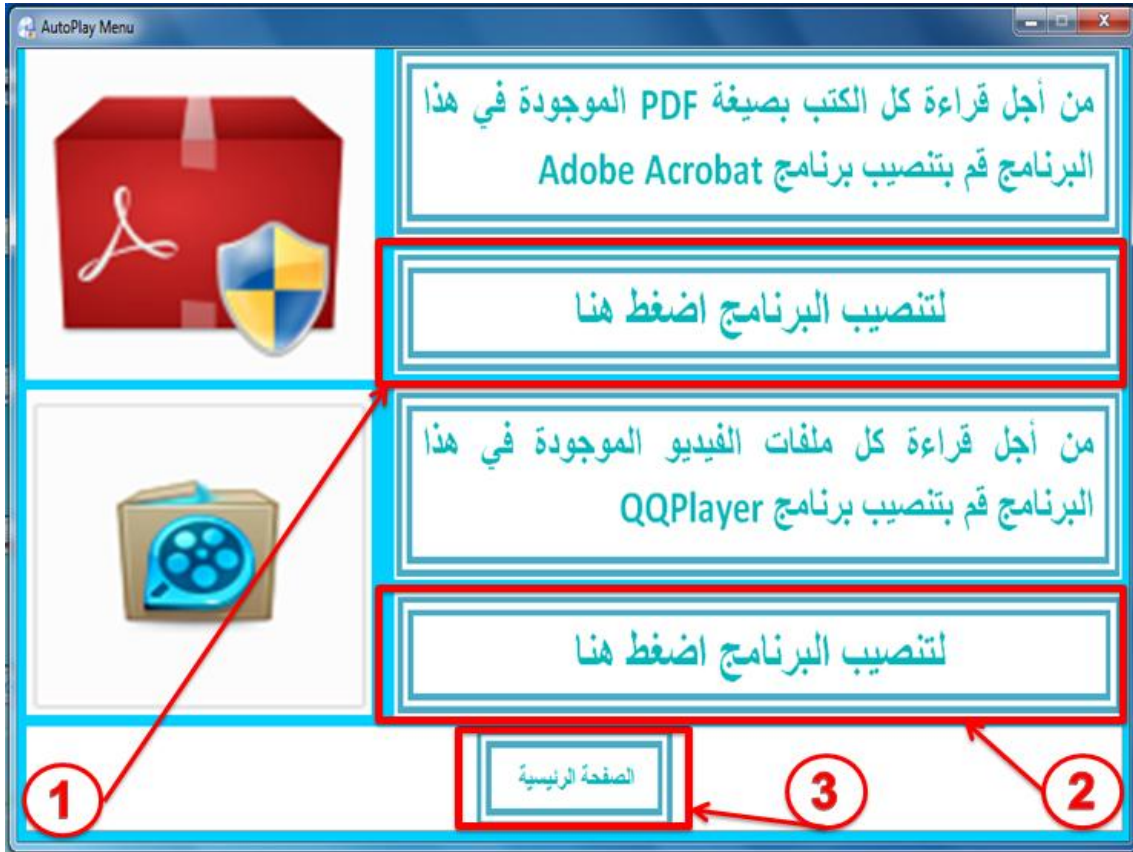 AutoPlay Menu
من أجل قراءة كل الكتب بصيغة PDF الموجودة في هذا
البرنامج قم بتنصيب برنامج Adobe Acrobat
لتنصيب البرنامج اضغط هنا
من أجل قراءة كل ملفات الفيديو الموجودة في هذا
البرنامج قم بتنصيب برنامج QQPlayer
لتنصيب البرنامج اضغط هنا
الصفحة الرئيسية
1
3
2